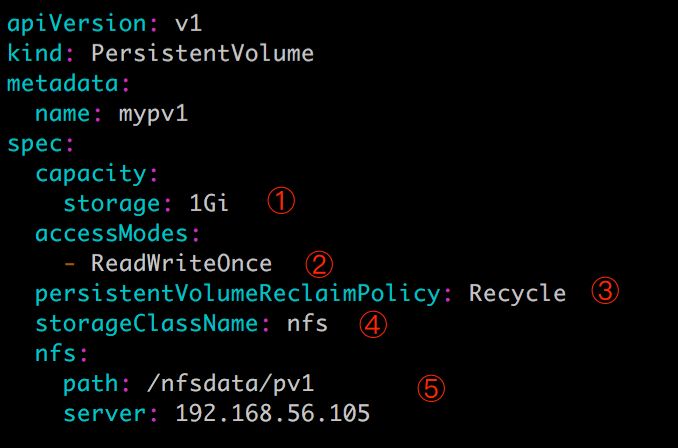 apiVersion: v1
kind: PersistentVolume
metadata:
  name: mypv1
spec:
  capacity:
    storage: 1Gi ①
  accessModes:
    - ReadWriteOnce ②
  persistentVolumeReclaimPolicy: Recycle ③
  storageClassName: nfs ④
  nfs:
    path: /nfsdata/pv1 ⑤
    server: 192.168.56.105